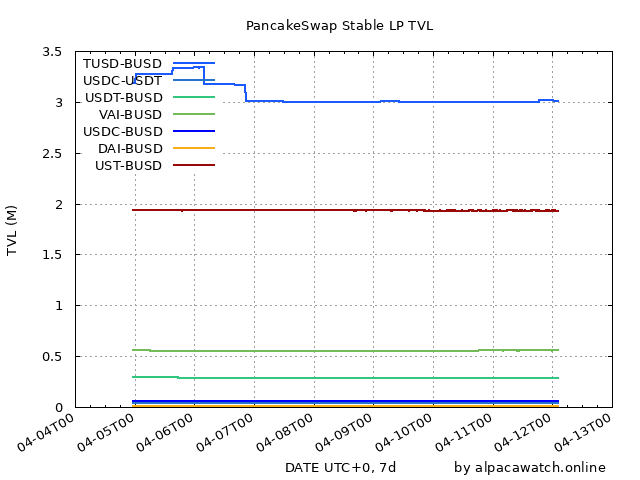 PancakeSwap Stable LP TVL
3.5
3
2.5
2
1.5
1
0.5
0
TVL (M)
TUSD-BUSD
USDC-USDT
USDT-BUSD
VAI-BUSD
USDC-BUSD
DAI-BUSD
UST-BUSD
04-04T00
04-05T00
04-06T00
04-07T00
04-08T00
04-09T00
04-10T00
04-11T00
04-12T00
04-13T00
DATE UTC+0, 7d
by alpacawatch.online